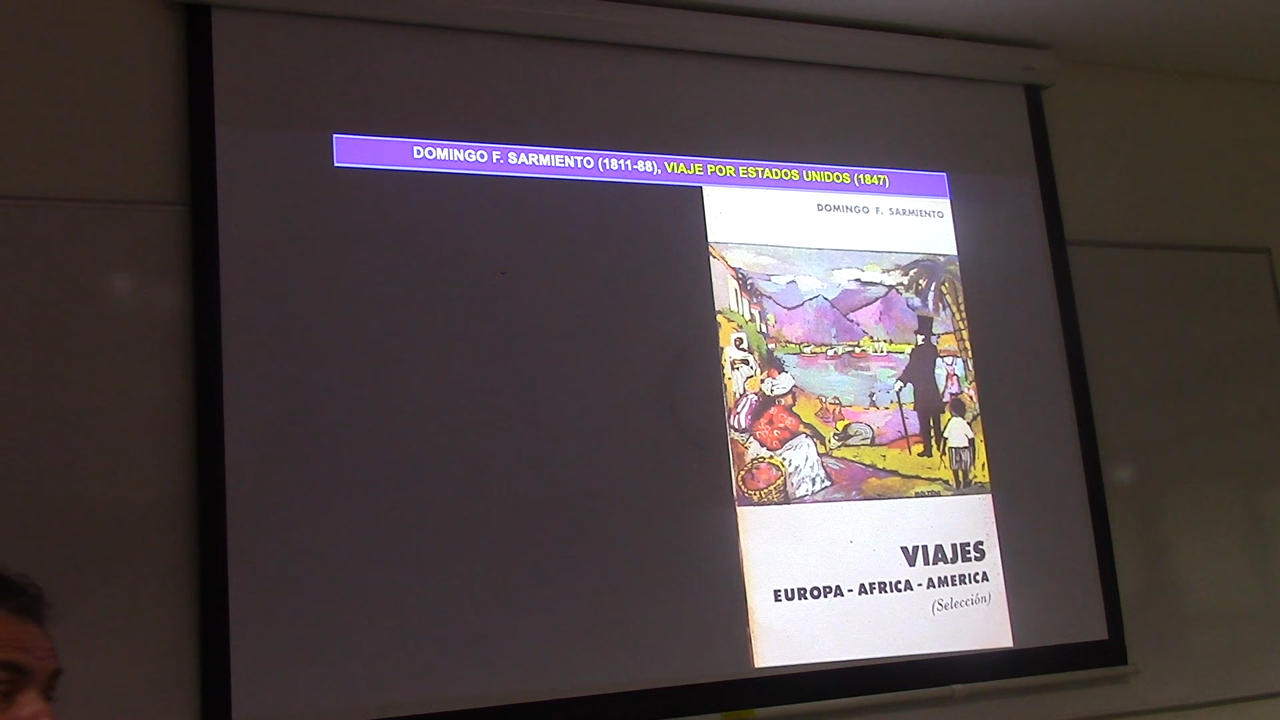 DOMINGO F. SARMIENTO (1811-88), VIAJE POR ESTADOS UNIDOS (1847)
DOMINGO F. SARMIENTO
VIAJES
EUROPA - AFRICA - AMERICA
(Selección)